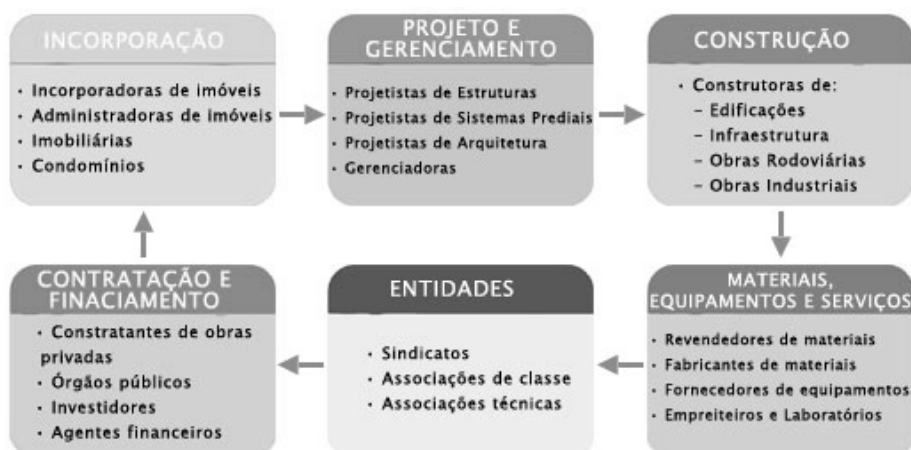 INCORPORAÇÃO
• Incorporadoras de imóveis
• Administradoras de imóveis
• Imobiliárias
• Condomínios
PROJETO E
GERENCIAMENTO
• Projetistas de Estruturas
• Projetistas de Sistemas Prediais
• Projetistas de Arquitetura
• Gerenciadoras
CONSTRUÇÃO
• Construtoras de:
– Edificações
– Infraestrutura
– Obras Rodoviárias
– Obras Industriais
CONTRATAÇÃO E
FINACIAMENTO
• Constratantes de obras
privadas
• Órgãos públicos
• Investidores
• Agentes financeiros
ENTIDADES
• Sindicatos
• Associações de classe
• Associações técnicas
MATERIAIS,
EQUIPAMENTOS E SERVIÇOS
• Revendedores de materiais
• Fabricantes de materiais
• Fornecedores de equipamentos
• Empreiteiros e Laboratórios